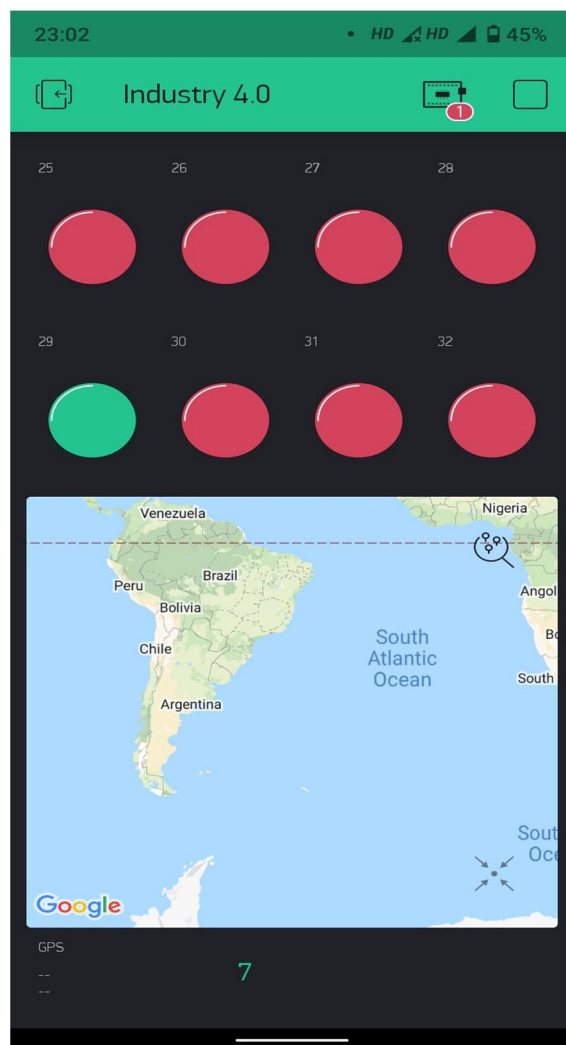 23:02 HD HD 45%
Industry 4.0 1
25 26 27 28
29 30 31 32
Venezuela Nigeria
Peru Brazil Angol
Bolivia
Chile South Bo
Atlantic
Ocean South
Argentina
Sout
Oce
Google
GPS
-- 7
--